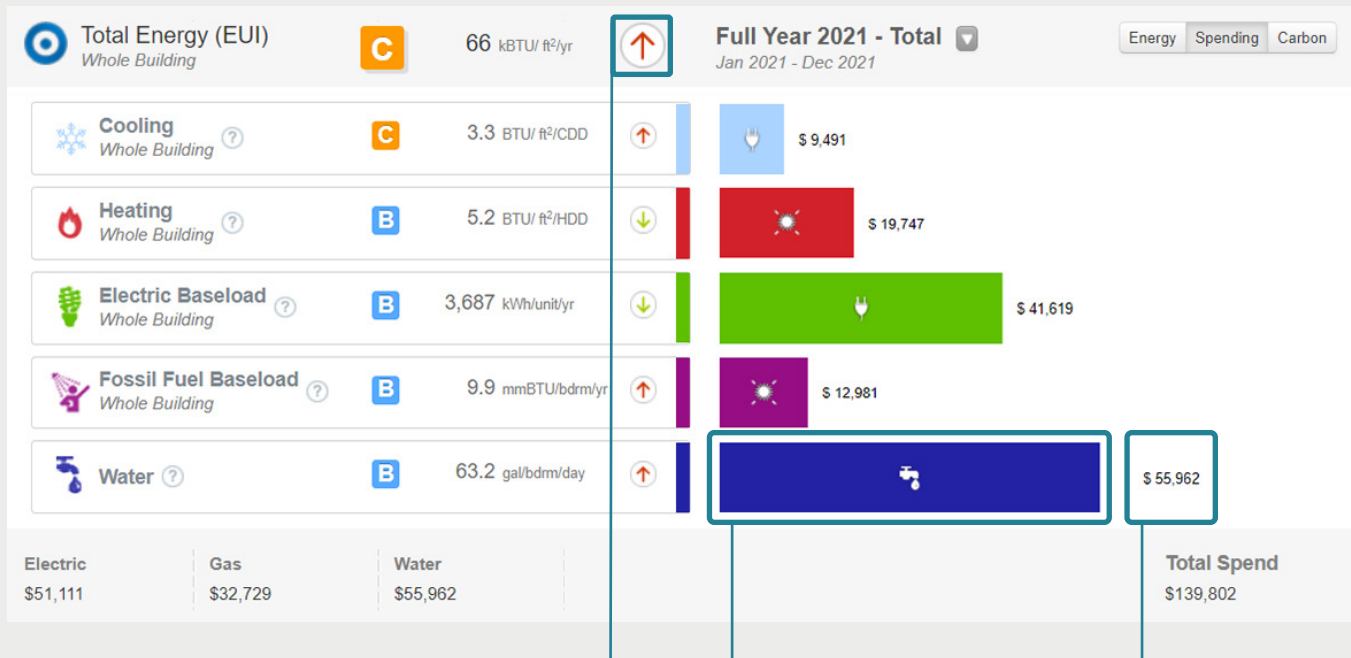 Total Energy (EUI)
Whole Building
C
66 kBTU/ ft²/yr
Full Year 2021 - Total
Jan 2021 - Dec 2021
Energy Spending Carbon
Cooling ?
Whole Building
C
3.3 BTU/ ft²/CDD
$ 9,491
Heating ?
Whole Building
B
5.2 BTU/ ft²/HDD
$ 19,747
Electric Baseload ?
Whole Building
B
3,687 kWh/unit/yr
$ 41,619
Fossil Fuel Baseload ?
Whole Building
B
9.9 mmBTU/bdrm/yr
$ 12,981
Water ?
B
63.2 gal/bdrm/day
$ 55,962
Electric
$51,111
Gas
$32,729
Water
$55,962
Total Spend
$139,802